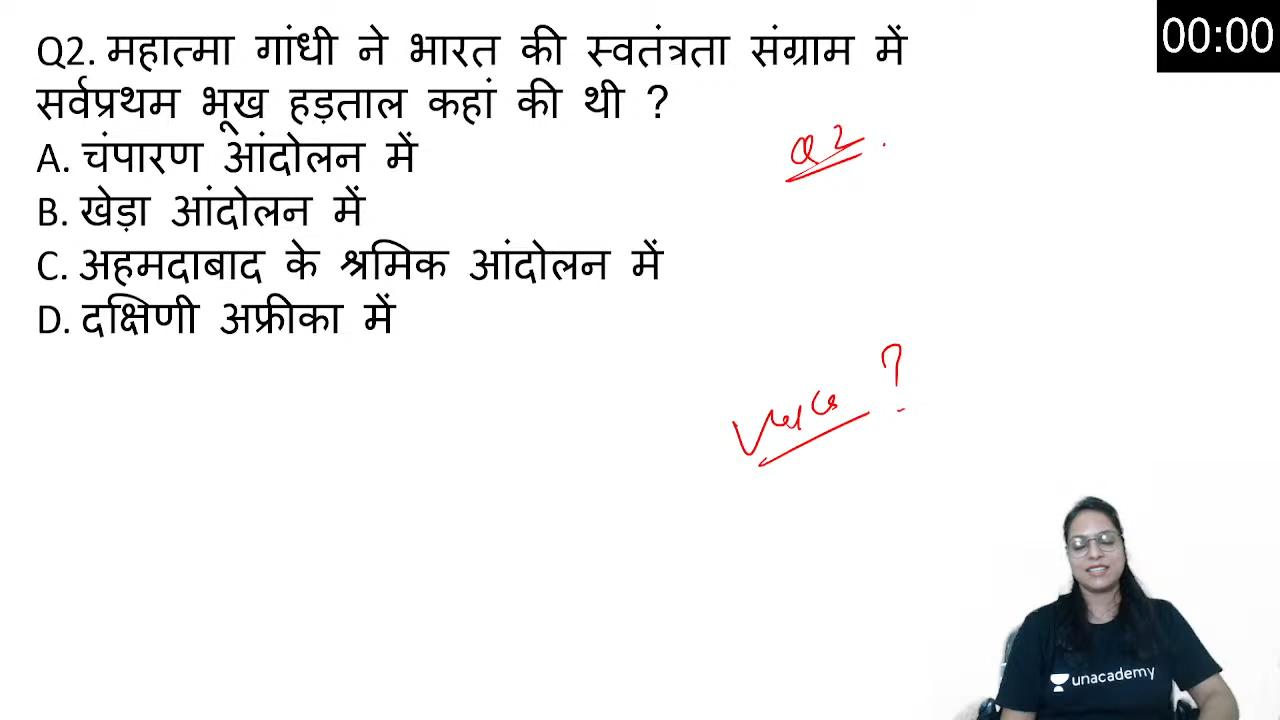 00:00
Q2. महात्मा गांधी ने भारत की स्वतंत्रता संग्राम में
सर्वप्रथम भूख हड़ताल कहां की थी ?
Q2.
A. चंपारण आंदोलन में
B. खेड़ा आंदोलन में
C. अहमदाबाद के श्रमिक आंदोलन में
D. दक्षिणी अफ्रीका में
?
unacademy